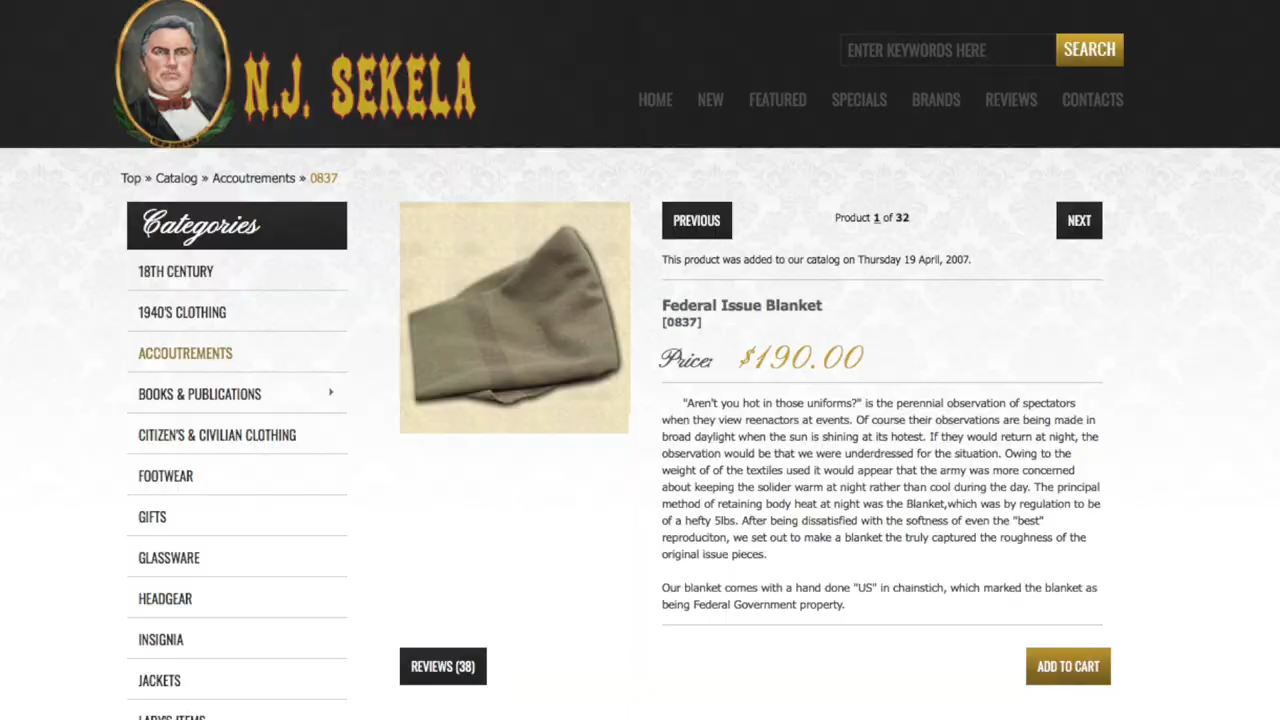 N.J. SEKELA
ENTER KEYWORDS HERE
SEARCH
HOME NEW FEATURED SPECIALS BRANDS REVIEWS CONTACTS
Top » Catalog » Accoutrements » 0837
Categories
18TH CENTURY
1940'S CLOTHING
ACCOUTREMENTS
BOOKS & PUBLICATIONS
CITIZEN'S & CIVILIAN CLOTHING
FOOTWEAR
GIFTS
GLASSWARE
HEADGEAR
INSIGNIA
JACKETS
LADY'S ITEMS
PREVIOUS
Product 1 of 32
NEXT
This product was added to our catalog on Thursday 19 April, 2007.
Federal Issue Blanket
[0837]
Price: $190.00
"Aren't you hot in those uniforms?" is the perennial observation of spectators
when they view reenactors at events. Of course their observations are being made in
broad daylight when the sun is shining at its hottest. If they would return at night, the
observation would be that we were underdressed for the situation. Owing to the
weight of of the textiles used it would appear that the army was more concerned
about keeping the solider warm at night rather than cool during the day. The principal
method of retaining body heat at night was the Blanket,which was by regulation to be
of a hefty 5lbs. After being dissatisfied with the softness of even the "best"
reproduciton, we set out to make a blanket the truly captured the roughness of the
original issue pieces.
Our blanket comes with a hand done "US" in chainstich, which marked the blanket as
being Federal Government property.
REVIEWS (38)
ADD TO CART